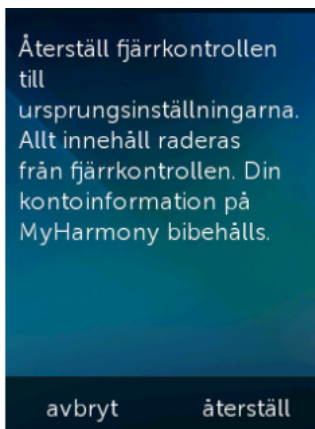 Återställ fjärrkontrollen
till
ursprungsinställningarna.
Allt innehåll raderas
från fjärrkontrollen. Din
kontoinformation på
MyHarmony bibehålls.
avbryt återställ